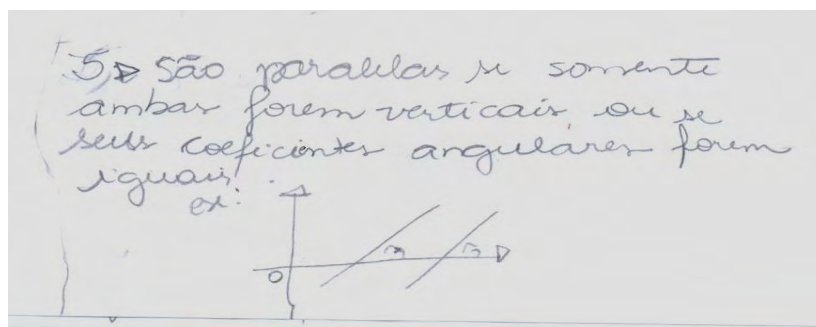 5) São paralelas se somente
ambas forem verticais ou se
seus coeficientes angulares forem
iguais.
ex:
0